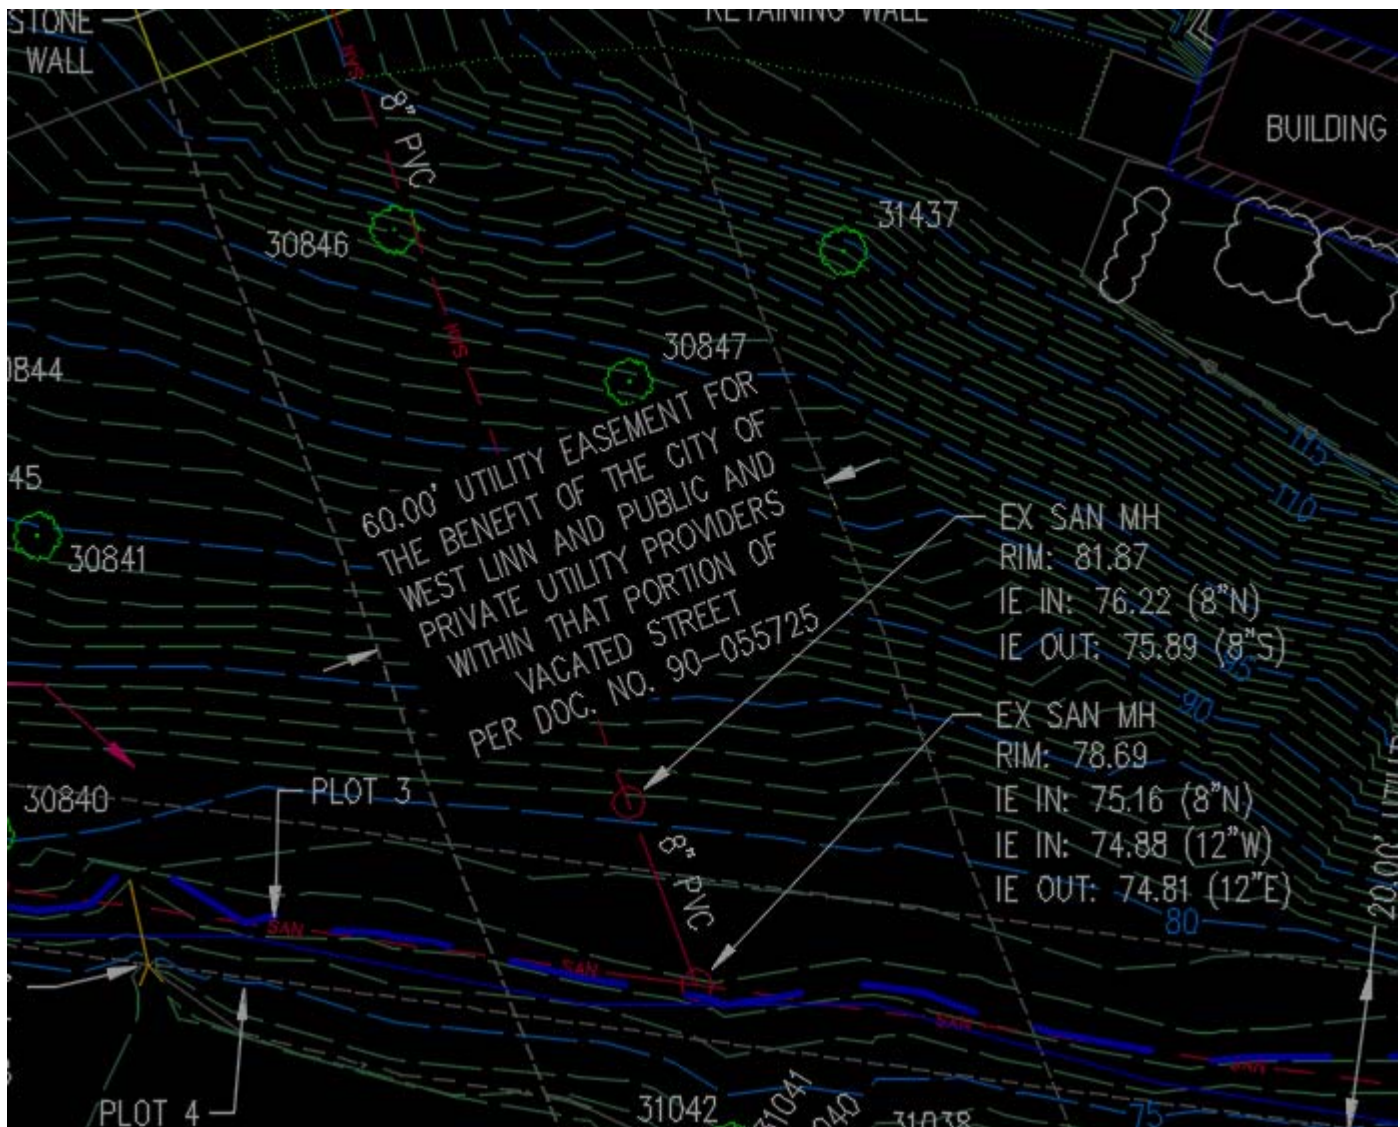 STONE
WALL
RETAINING WALL
BUILDING
SAN
8" PVC
30846
31437
SAN
30847
45
30841
60.00' UTILITY EASEMENT FOR
THE BENEFIT OF THE CITY OF
WEST LINN AND PUBLIC AND
PRIVATE UTILITY PROVIDERS
WITHIN THAT PORTION OF
VACATED STREET
PER DOC. NO. 90-055725
115
110
EX SAN MH
RIM: 81.87
IE IN: 76.22 (8"N)
IE OUT: 75.89 (8"S)
95
90
EX SAN MH
RIM: 78.69
IE IN: 75.16 (8"N)
IE IN: 74.88 (12"W)
IE OUT: 74.81 (12"E)
80
20.00'
30840
PLOT 3
8" PVC
SAN
SAN
SAN
SAN
PLOT 4
31042
31041
31038
75